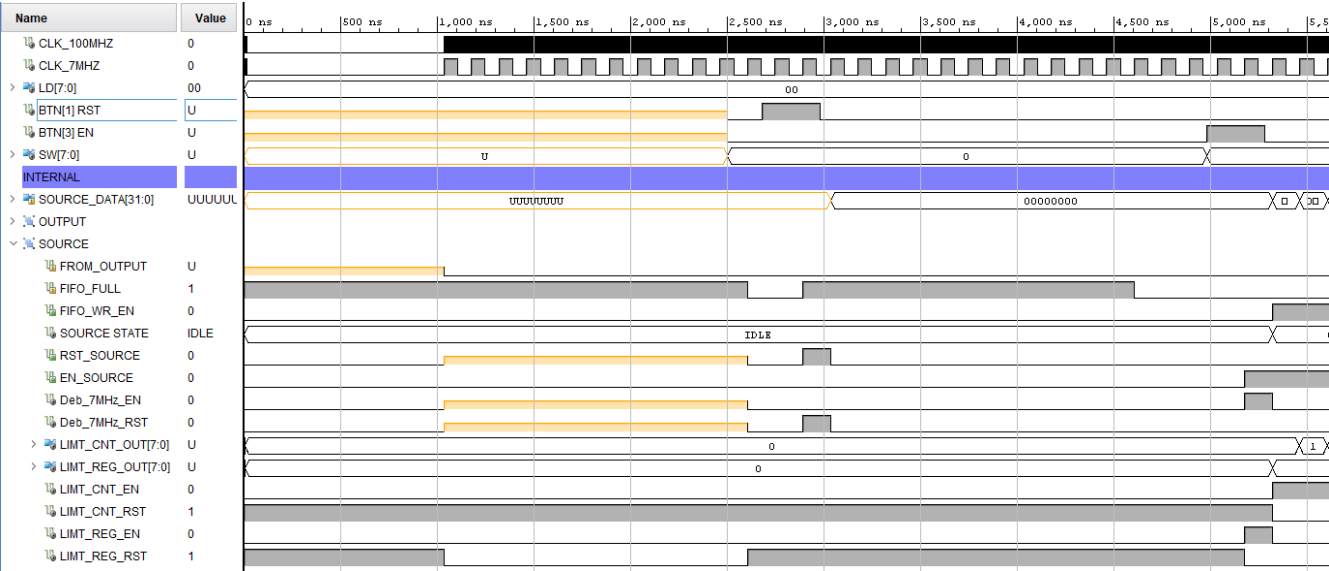 Name Value 0 ns 500 ns 1,000 ns 1,500 ns 2,000 ns 2,500 ns 3,000 ns 3,500 ns 4,000 ns 4,500 ns 5,000 ns 5,5
CLK_100MHZ 0
CLK_7MHZ 0
LD[7:0] 00 00
BTN[1] RST U
BTN[3] EN U
SW[7:0] U U 0
INTERNAL
SOURCE_DATA[31:0] UUUUUU UUUUUUUU 00000000
OUTPUT
SOURCE
FROM_OUTPUT U
FIFO_FULL 1
FIFO_WR_EN 0
SOURCE STATE IDLE IDLE
RST_SOURCE 0
EN_SOURCE 0
Deb_7MHz_EN 0
Deb_7MHz_RST 0
LIMT_CNT_OUT[7:0] U 0 1
LIMT_REG_OUT[7:0] U 0
LIMT_CNT_EN 0
LIMT_CNT_RST 1
LIMT_REG_EN 0
LIMT_REG_RST 1